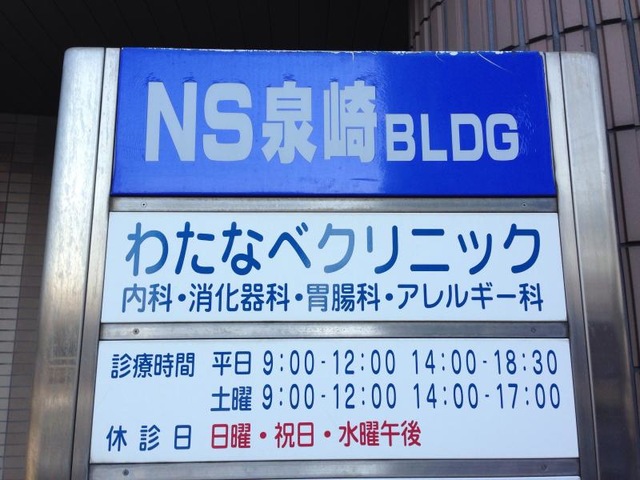 NS泉崎BLDG
わたなべクリニック
内科・消化器科・胃腸科・アレルギー科
診療時間 平日 9:00-12:00 14:00-18:30
土曜 9:00-12:00 14:00-17:00
休診日 日曜・祝日・水曜午後